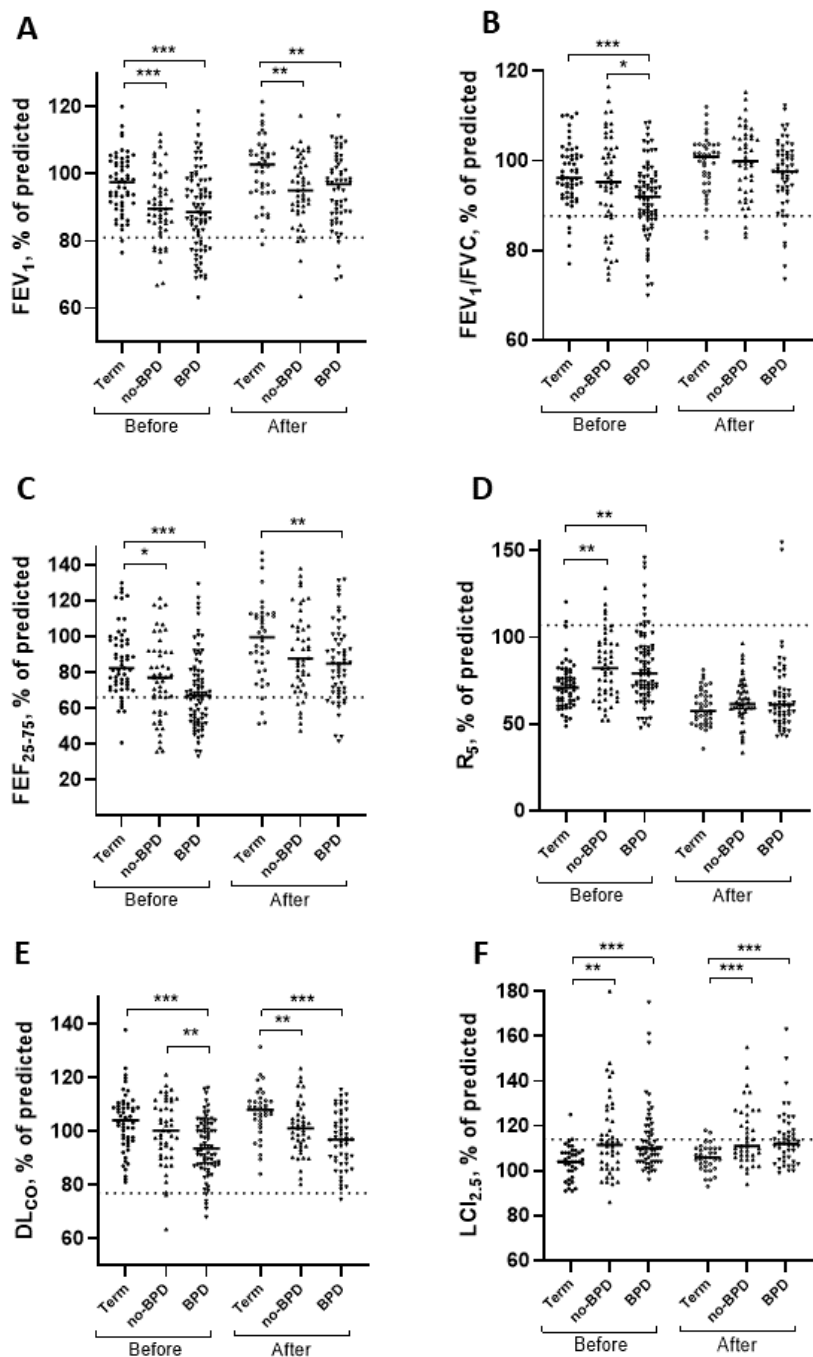 A
FEV1, % of predicted
120
100
80
60
***
***
**
**
Term
no-BPD
BPD
Term
no-BPD
BPD
Before
After
B
FEV1/FVC, % of predicted
120
100
80
60
***
*
Term
no-BPD
BPD
Term
no-BPD
BPD
Before
After
C
FEF25-75, % of predicted
140
120
100
80
60
40
20
***
*
**
Term
no-BPD
BPD
Term
no-BPD
BPD
Before
After
D
R5, % of predicted
150
100
50
0
**
**
Term
no-BPD
BPD
Term
no-BPD
BPD
Before
After
E
DLCO, % of predicted
140
120
100
80
60
***
**
***
**
Term
no-BPD
BPD
Term
no-BPD
BPD
Before
After
F
LCI2.5, % of predicted
180
160
140
120
100
80
60
***
**
***
***
Term
no-BPD
BPD
Term
no-BPD
BPD
Before
After